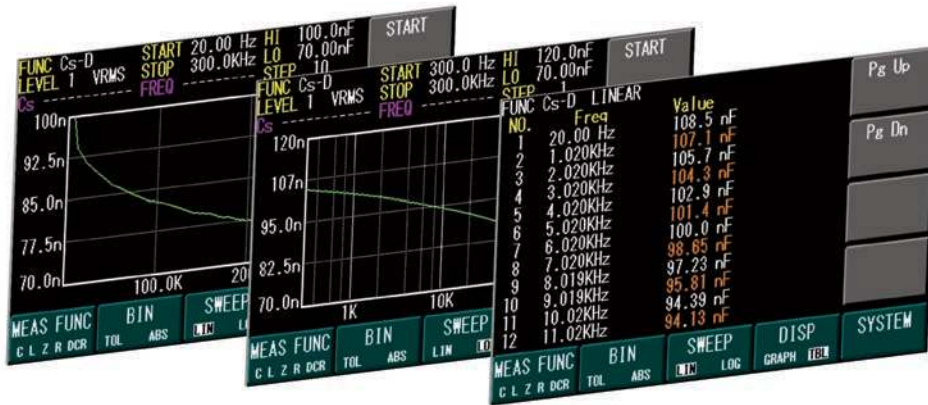 FUNC Cs-D START 20.00 Hz HI 100.0nF START
LEVEL 1 VRMS STOP 300.0KHz LO 70.00nF
Cs ------- FREQ ------- STEP 10
100n
92.5n
85.0n
77.5n
70.0n
100.0K 20
MEAS FUNC BIN SWEEP
C L Z R DCR TOL ABS LIN
FUNC Cs-D START 300.0 Hz HI 120.0nF START
LEVEL 1 VRMS STOP 300.0KHz LO 70.00nF
Cs ------- FREQ ------- STEP 1
120n
107n
95.0n
82.5n
70.0n
1K 10K
MEAS FUNC BIN SWEEP
C L Z R DCR TOL ABS LIN
FUNC Cs-D LINEAR Pg Up
NO. Freq Value
1 20.00 Hz 108.5 nF
2 1.020KHz 107.1 nF
3 2.020KHz 105.7 nF
4 3.020KHz 104.3 nF
5 4.020KHz 102.9 nF
6 5.020KHz 101.4 nF
7 6.020KHz 100.0 nF
8 7.020KHz 98.65 nF
9 8.019KHz 97.23 nF
10 9.019KHz 95.81 nF
11 10.02KHz 94.39 nF
12 11.02KHz 94.13 nF
Pg Dn
MEAS FUNC BIN SWEEP DISP SYSTEM
C L Z R DCR TOL ABS LIN LOG GRAPH TBL